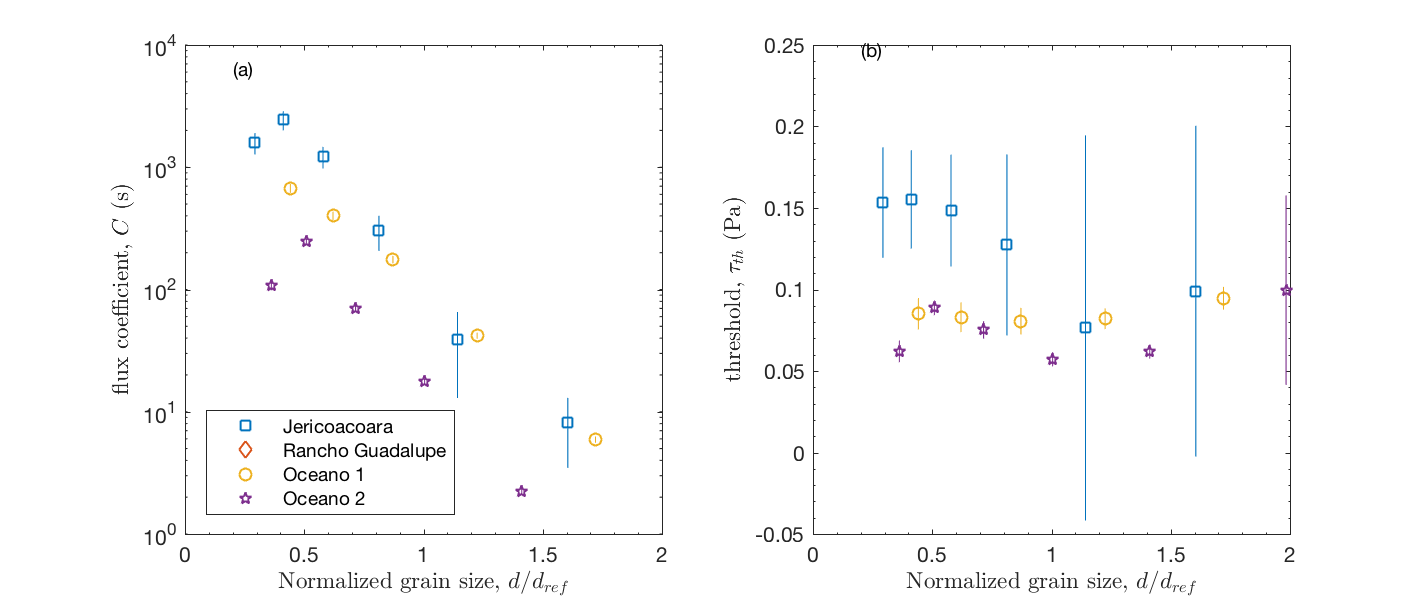 (a)
10^4
10^3
10^2
10^1
10^0
flux coefficient, C (s)
Jericoacoara
Rancho Guadalupe
Oceano 1
Oceano 2
0 0.5 1 1.5 2
Normalized grain size, d/d_ref
(b)
0.25
0.2
0.15
0.1
0.05
0
-0.05
threshold, τ_th (Pa)
0 0.5 1 1.5 2
Normalized grain size, d/d_ref